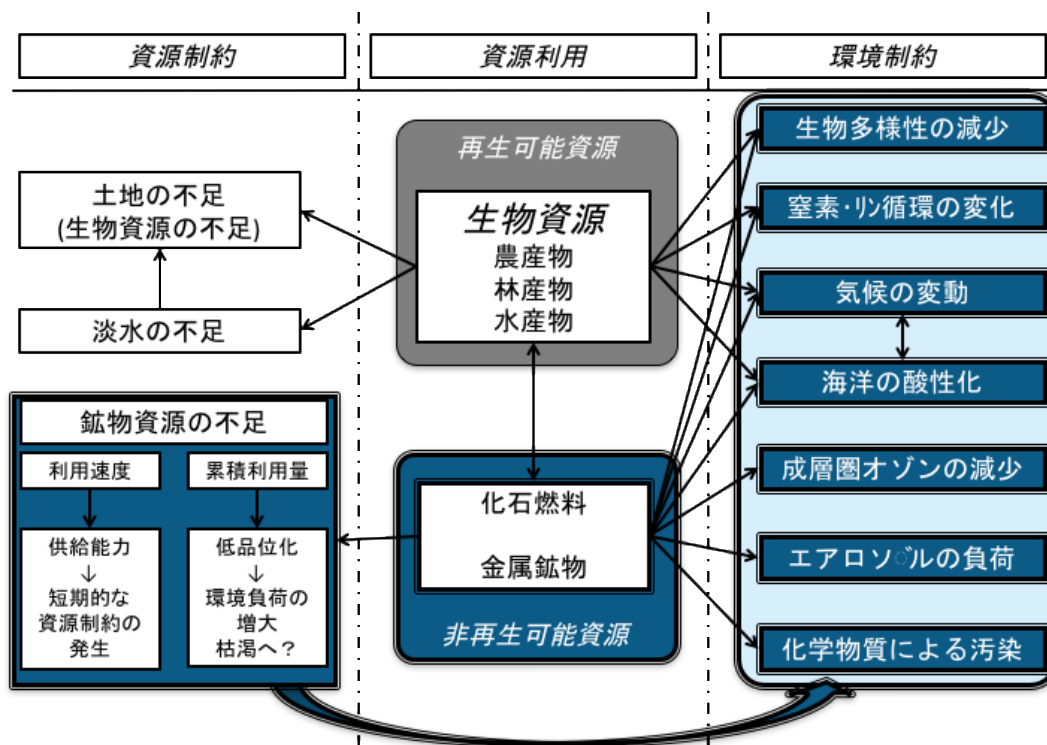 資源制約
資源利用
環境制約
再生可能資源
生物資源
農産物
林産物
水産物
土地の不足
(生物資源の不足)
淡水の不足
鉱物資源の不足
利用速度
累積利用量
供給能力
↓
短期的な
資源制約の
発生
低品位化
↓
環境負荷の
増大
枯渇へ？
化石燃料
金属鉱物
非再生可能資源
生物多様性の減少
窒素･ﾘﾝ循環の変化
気候の変動
海洋の酸性化
成層圏オゾンの減少
エアロゾルの負荷
化学物質による汚染